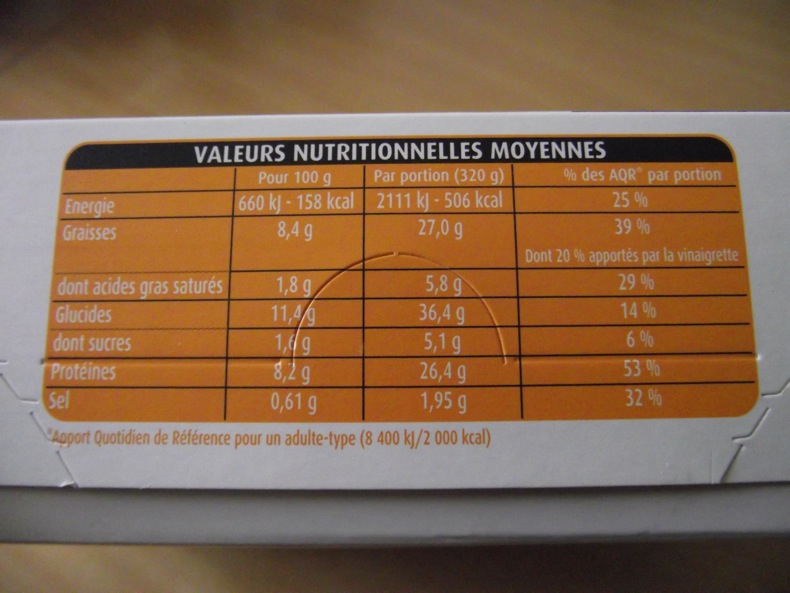 VALEURS NUTRITIONNELLES MOYENNES
Pour 100 g Par portion (320 g) % des AQR* par portion
Energie 660 kJ - 158 kcal 2111 kJ - 506 kcal 25 %
Graisses 8,4 g 27,0 g 39 %
Dont 20 % apportés par la vinaigrette
dont acides gras saturés 1,8 g 5,8 g 29 %
Glucides 11,4 g 36,4 g 14 %
dont sucres 1,6 g 5,1 g 6 %
Protéines 8,2 g 26,4 g 53 %
Sel 0,61 g 1,95 g 32 %
*Apport Quotidien de Référence pour un adulte-type (8 400 kJ/2 000 kcal)